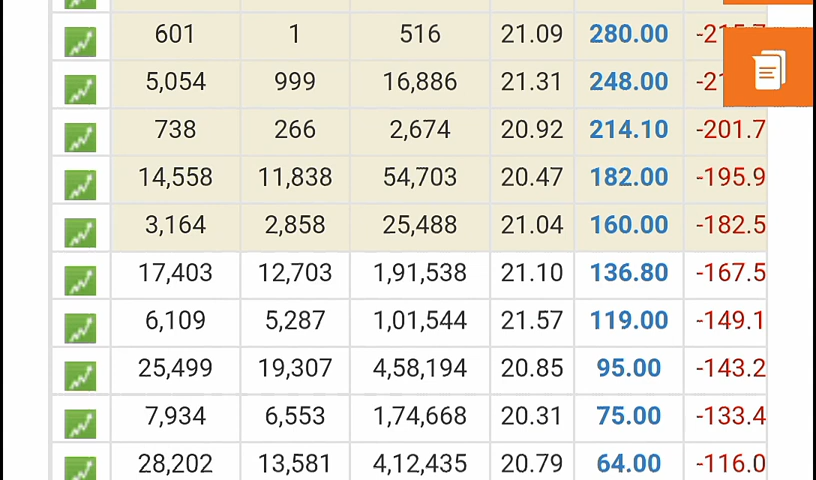 601 1 516 21.09 280.00
5,054 999 16,886 21.31 248.00
738 266 2,674 20.92 214.10 -201.7
14,558 11,838 54,703 20.47 182.00 -195.9
3,164 2,858 25,488 21.04 160.00 -182.5
17,403 12,703 1,91,538 21.10 136.80 -167.5
6,109 5,287 1,01,544 21.57 119.00 -149.1
25,499 19,307 4,58,194 20.85 95.00 -143.2
7,934 6,553 1,74,668 20.31 75.00 -133.4
28,202 13,581 4,12,435 20.79 64.00 -116.0